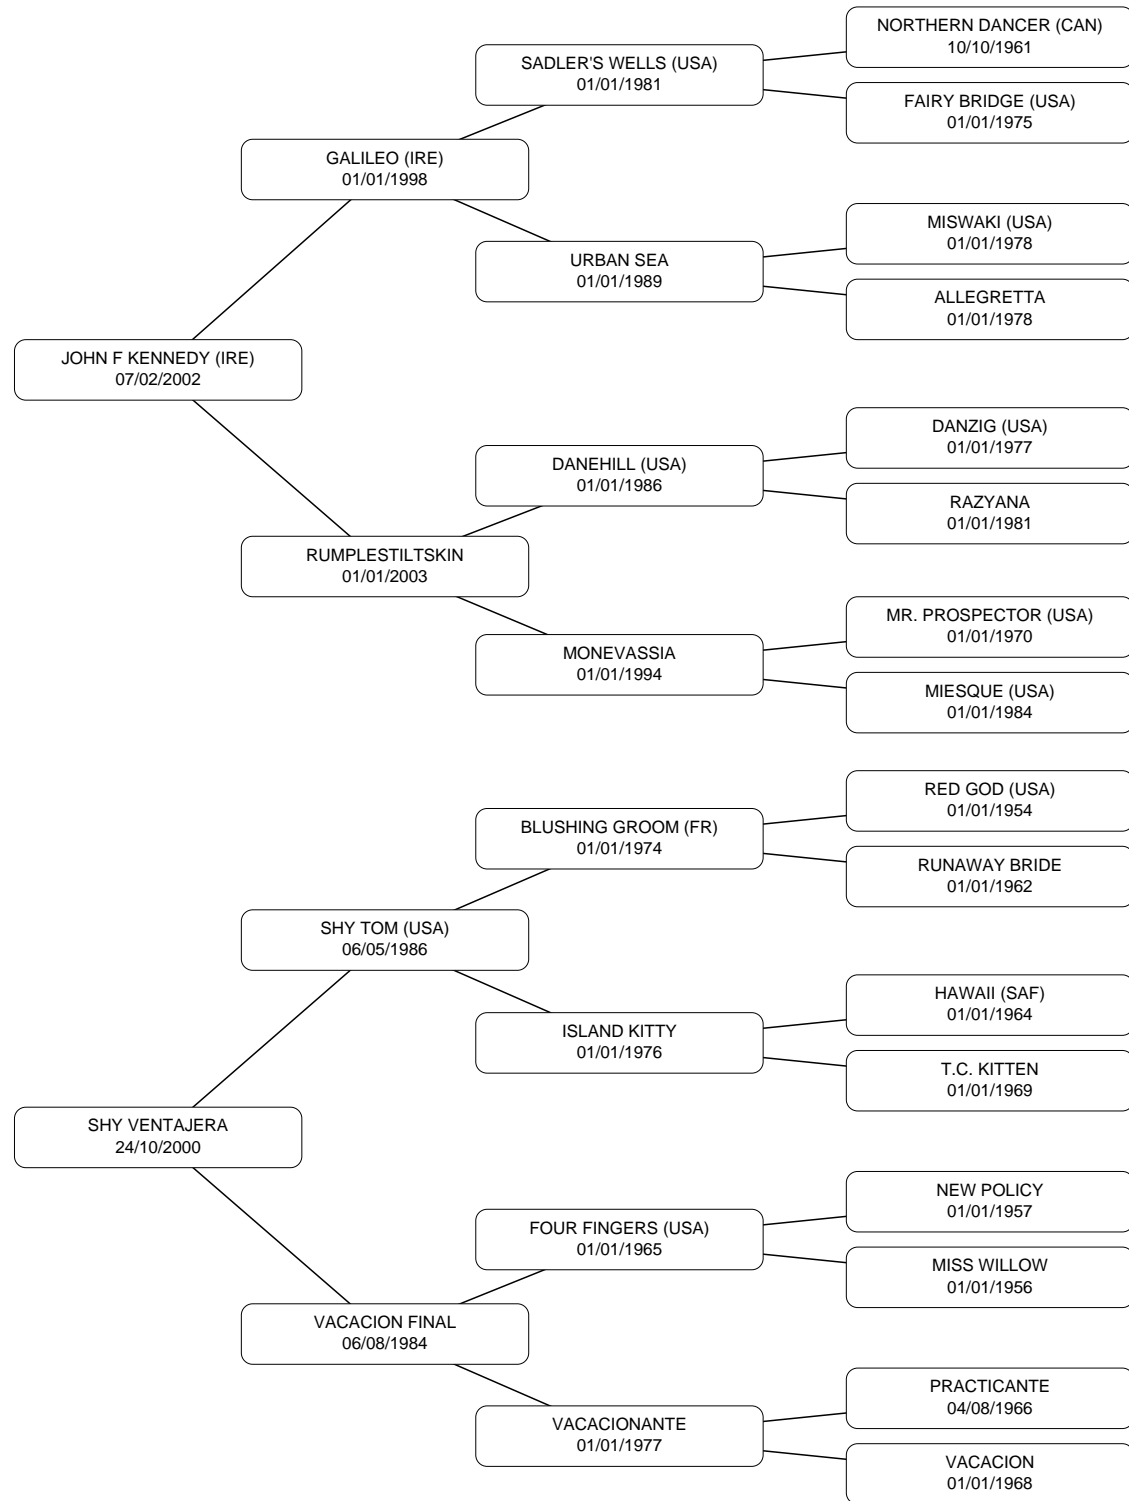 NORTHERN DANCER (CAN)
10/10/1961
SADLER'S WELLS (USA)
01/01/1981
FAIRY BRIDGE (USA)
01/01/1975
GALILEO (IRE)
01/01/1998
MISWAKI (USA)
01/01/1978
URBAN SEA
01/01/1989
ALLEGRETTA
01/01/1978
JOHN F KENNEDY (IRE)
07/02/2002
DANZIG (USA)
01/01/1977
DANEHILL (USA)
01/01/1986
RAZYANA
01/01/1981
RUMPLESTILTSKIN
01/01/2003
MR. PROSPECTOR (USA)
01/01/1970
MONEVASSIA
01/01/1994
MIESQUE (USA)
01/01/1984
RED GOD (USA)
01/01/1954
BLUSHING GROOM (FR)
01/01/1974
RUNAWAY BRIDE
01/01/1962
SHY TOM (USA)
06/05/1986
HAWAII (SAF)
01/01/1964
ISLAND KITTY
01/01/1976
T.C. KITTEN
01/01/1969
SHY VENTAJERA
24/10/2000
NEW POLICY
01/01/1957
FOUR FINGERS (USA)
01/01/1965
MISS WILLOW
01/01/1956
VACACION FINAL
06/08/1984
PRACTICANTE
04/08/1966
VACACIONANTE
01/01/1977
VACACION
01/01/1968